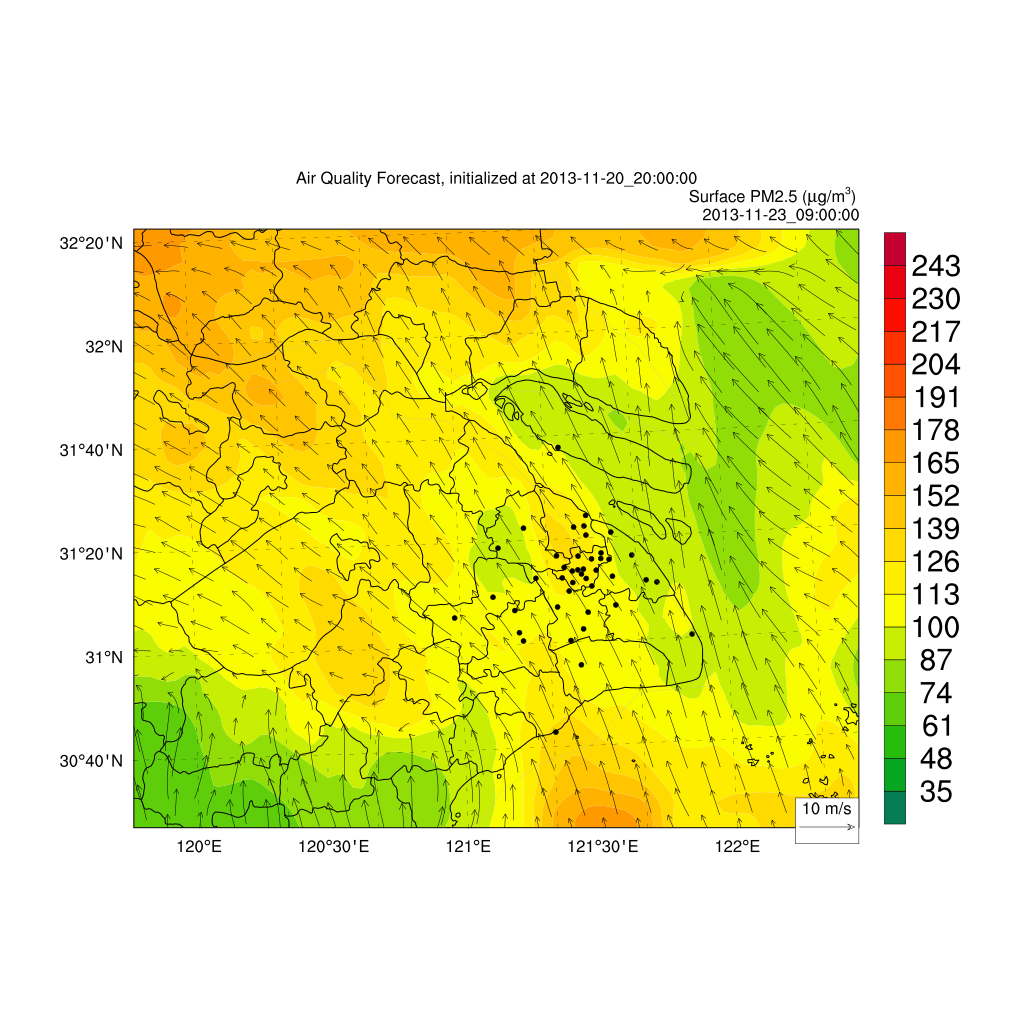 Air Quality Forecast, initialized at 2013-11-20_20:00:00
Surface PM2.5 (μg/m³)
2013-11-23_09:00:00
32°20'N
32°N
31°40'N
31°20'N
31°N
30°40'N
120°E
120°30'E
121°E
121°30'E
122°E
10 m/s
243
230
217
204
191
178
165
152
139
126
113
100
87
74
61
48
35